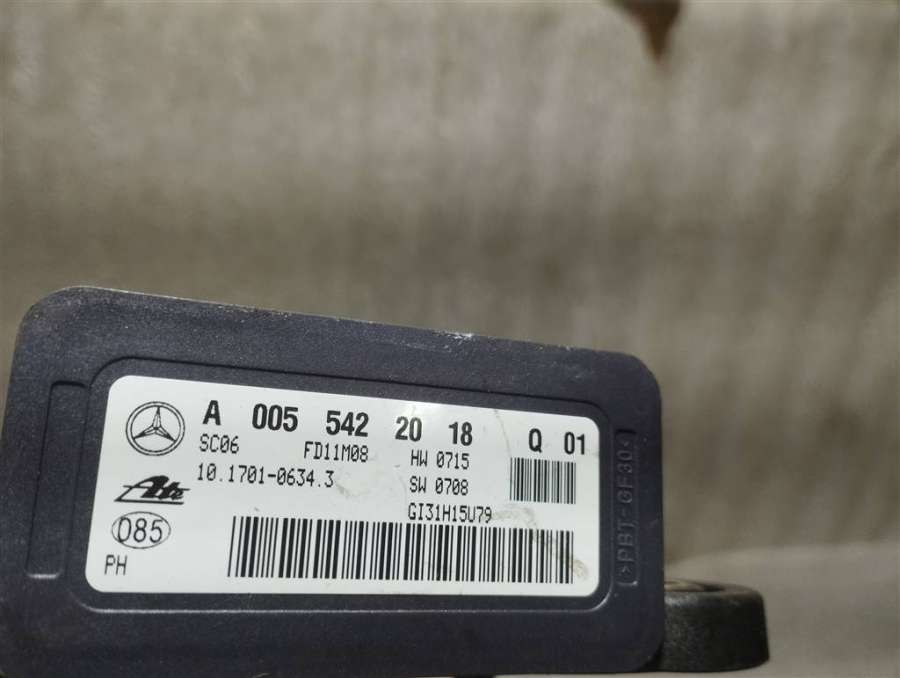 A 005 542 20 18 Q 01
SC06 FD11M08 HW 0715
10.1701-0634.3 SW 0708
GI31H15U79
Ate
085
PH
>PBT-GF30<